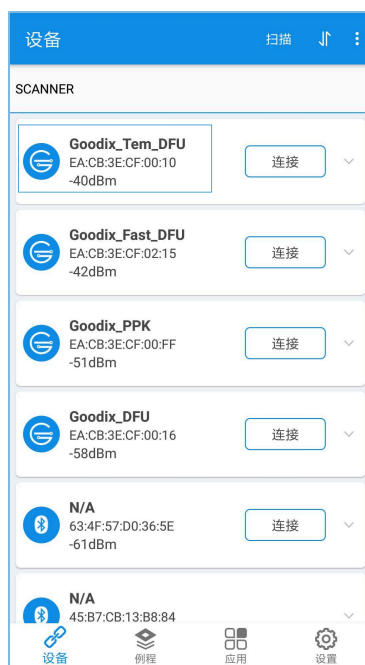 设备
扫描
SCANNER
Goodix_Tem_DFU
EA:CB:3E:CF:00:10
连接
-40dBm
Goodix_Fast_DFU
EA:CB:3E:CF:02:15
连接
-42dBm
Goodix_PPK
EA:CB:3E:CF:00:FF
连接
-51dBm
Goodix_DFU
EA:CB:3E:CF:00:16
连接
-58dBm
N/A
63:4F:57:D0:36:5E
连接
-61dBm
N/A
45:B7:CB:13:B8:84
设备
例程
应用
设置